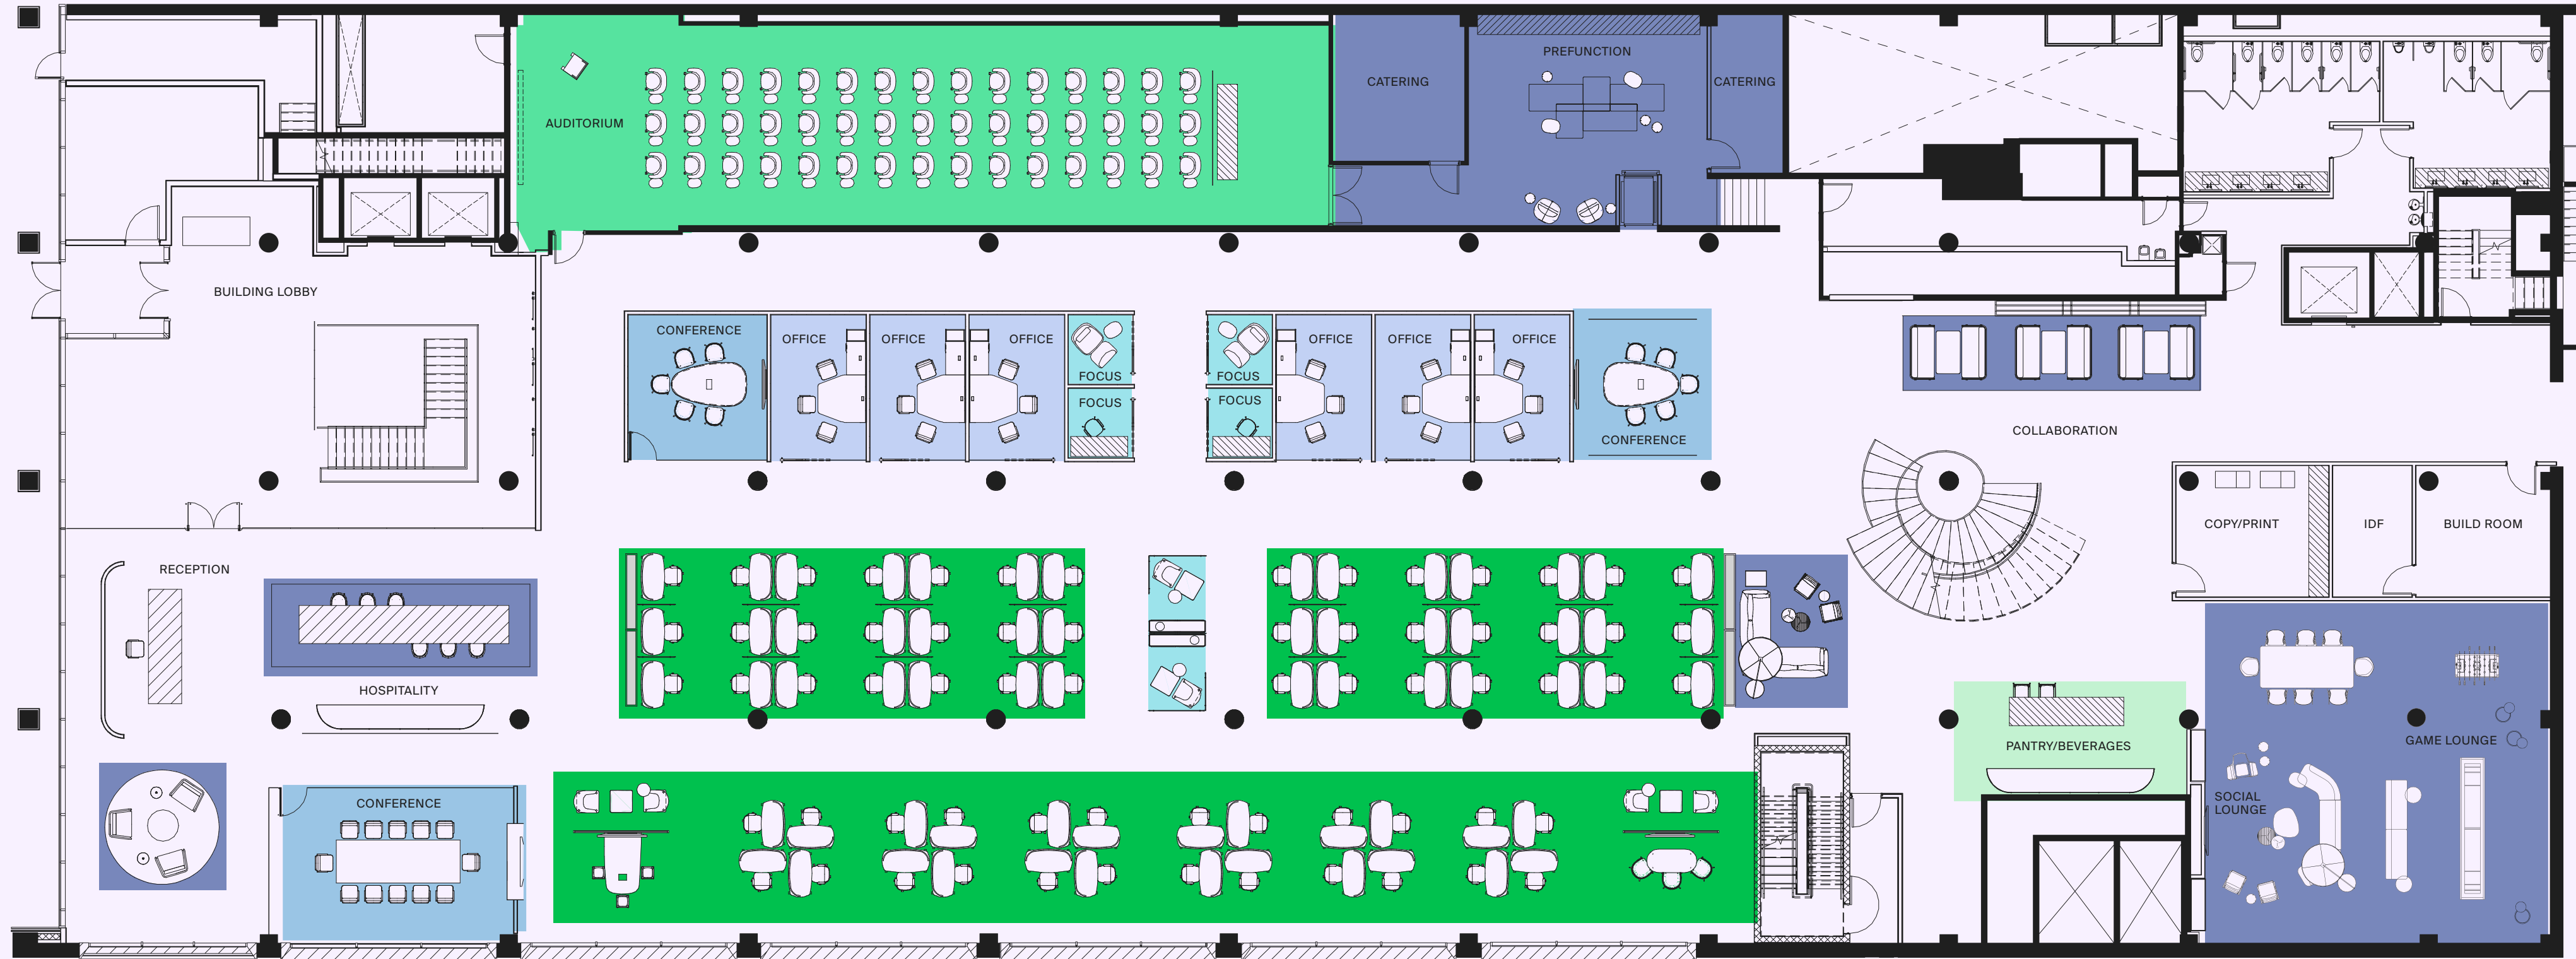 PREFUNCTION
CATERING
CATERING
AUDITORIUM
BUILDING LOBBY
CONFERENCE
OFFICE
OFFICE
OFFICE
FOCUS
FOCUS
FOCUS
FOCUS
OFFICE
OFFICE
OFFICE
CONFERENCE
COLLABORATION
COPY/PRINT
IDF
BUILD ROOM
RECEPTION
HOSPITALITY
PANTRY/BEVERAGES
GAME LOUNGE
SOCIAL
LOUNGE
CONFERENCE